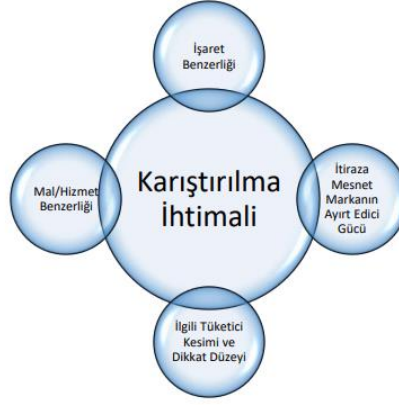 İşaret
Benzerliği
Karıştırılma
İhtimali
Mal/Hizmet
Benzerliği
İtiraza
Mesnet
Markanın
Ayırt Edici
Gücü
İlgili Tüketici
Kesimi ve
Dikkat Düzeyi